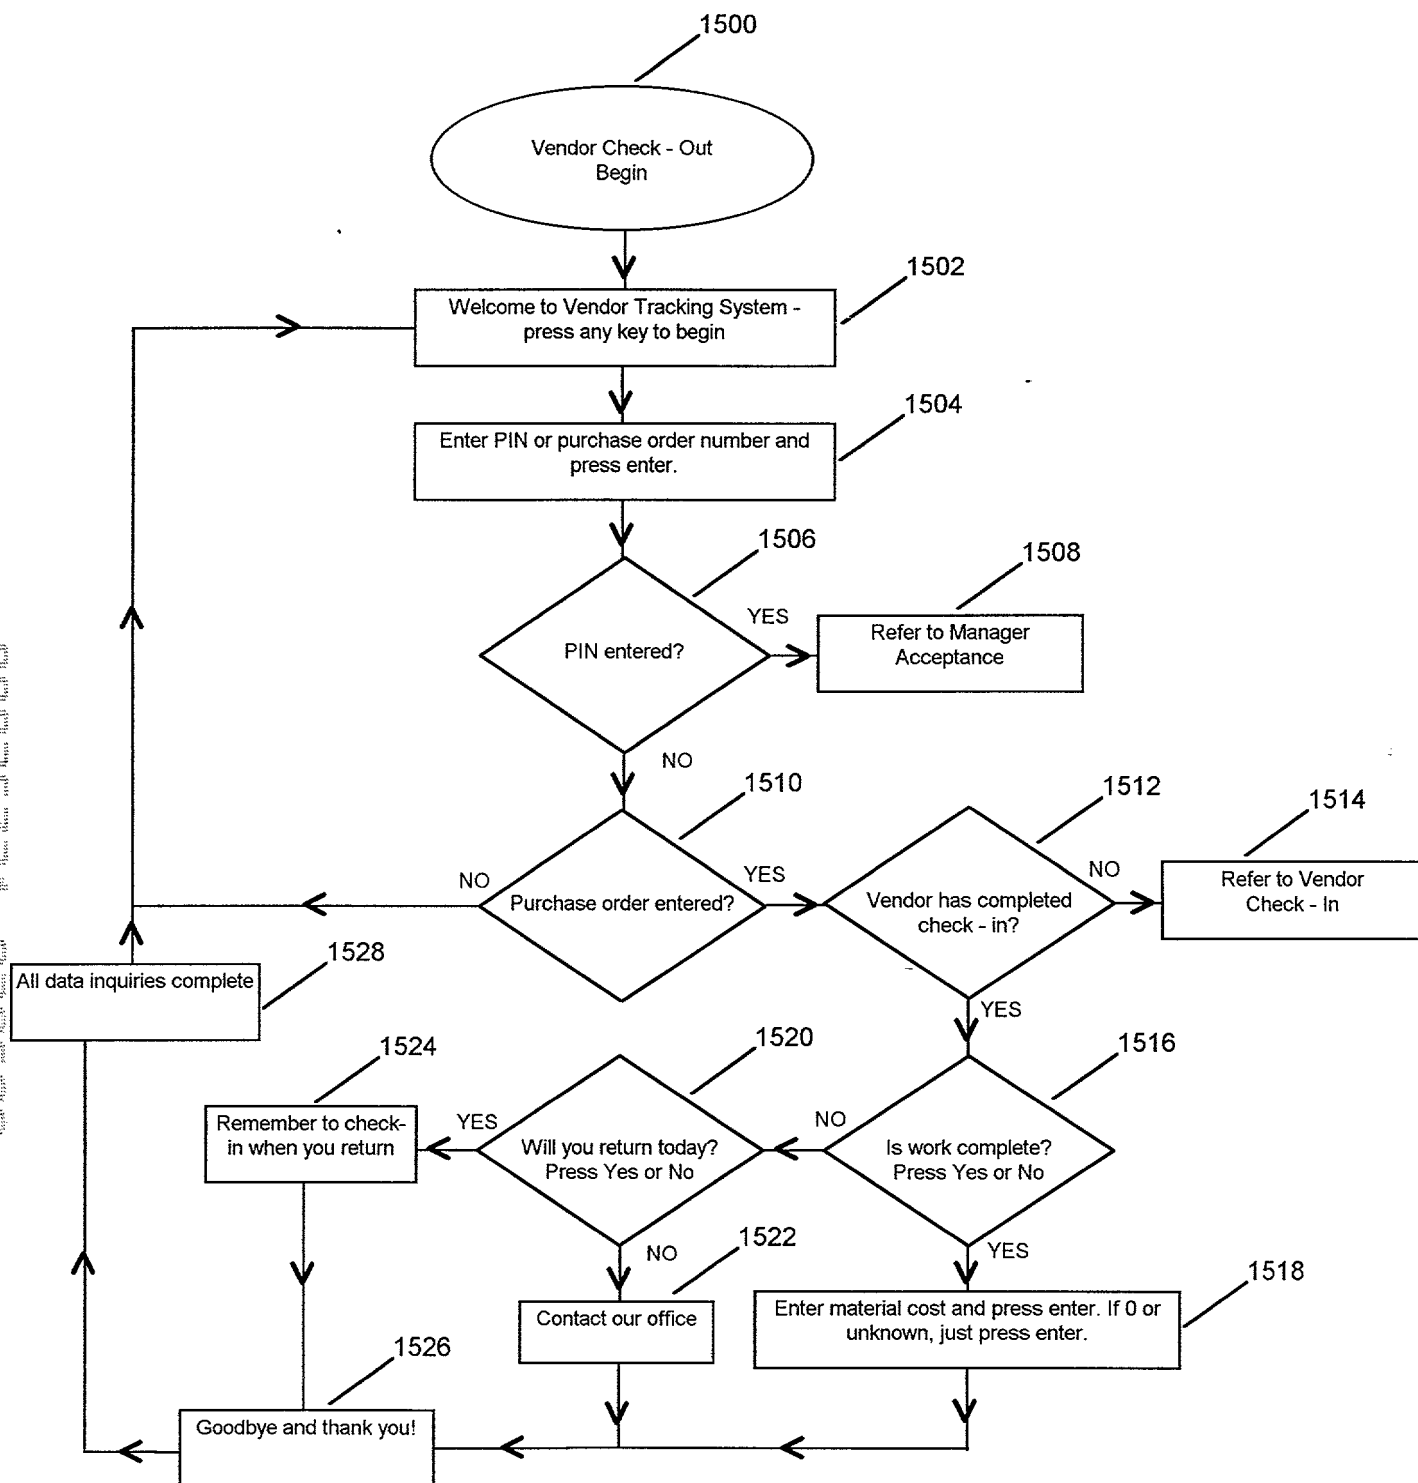 1500
Vendor Check - Out
Begin
1502
Welcome to Vendor Tracking System -
press any key to begin
1504
Enter PIN or purchase order number and
press enter.
1506
1508
YES
PIN entered?
Refer to Manager
Acceptance
NO
1510
1512
1514
NO
YES
NO
Purchase order entered?
Vendor has completed
check - in?
Refer to Vendor
Check - In
1528
All data inquiries complete
YES
1524
1520
1516
Remember to check-
in when you return
YES
Will you return today?
Press Yes or No
NO
Is work complete?
Press Yes or No
NO
1522
YES
1518
Contact our office
Enter material cost and press enter. If 0 or
unknown, just press enter.
1526
Goodbye and thank you!